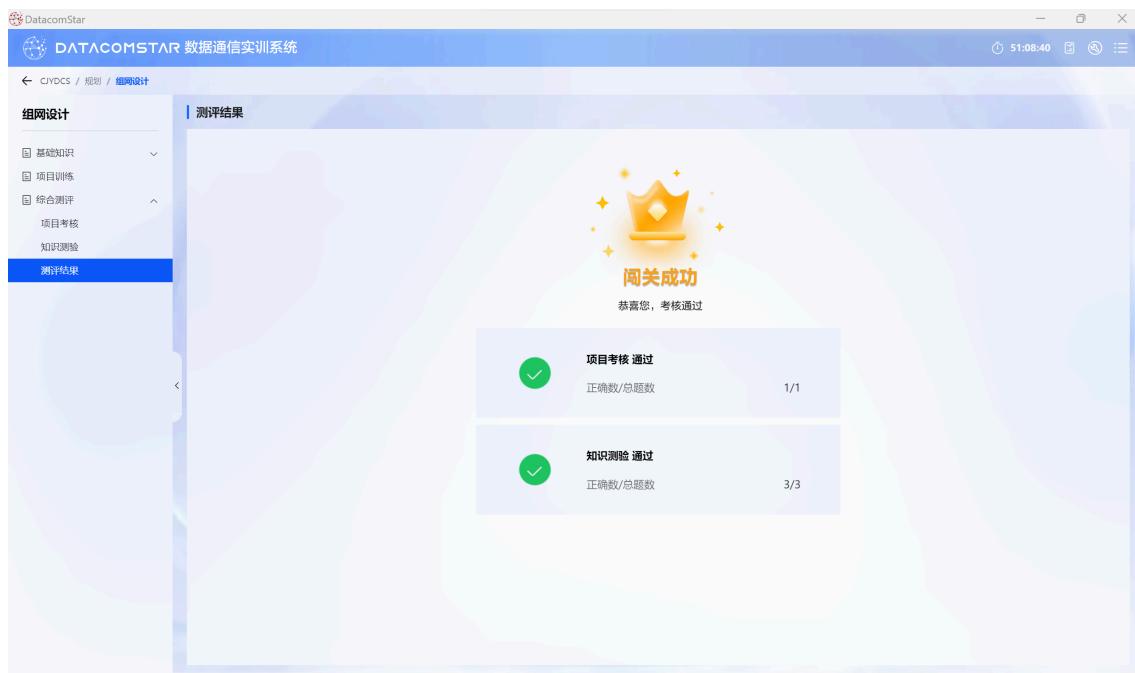 DatacomStar
DATACOMSTAR 数据通信实训系统
51:08:40
CJYDCS / 规划 / 组网设计
组网设计
基础知识
项目训练
综合测评
项目考核
知识测验
测评结果
测评结果
闯关成功
恭喜您，考核通过
项目考核 通过
正确数/总题数 1/1
知识测验 通过
正确数/总题数 3/3